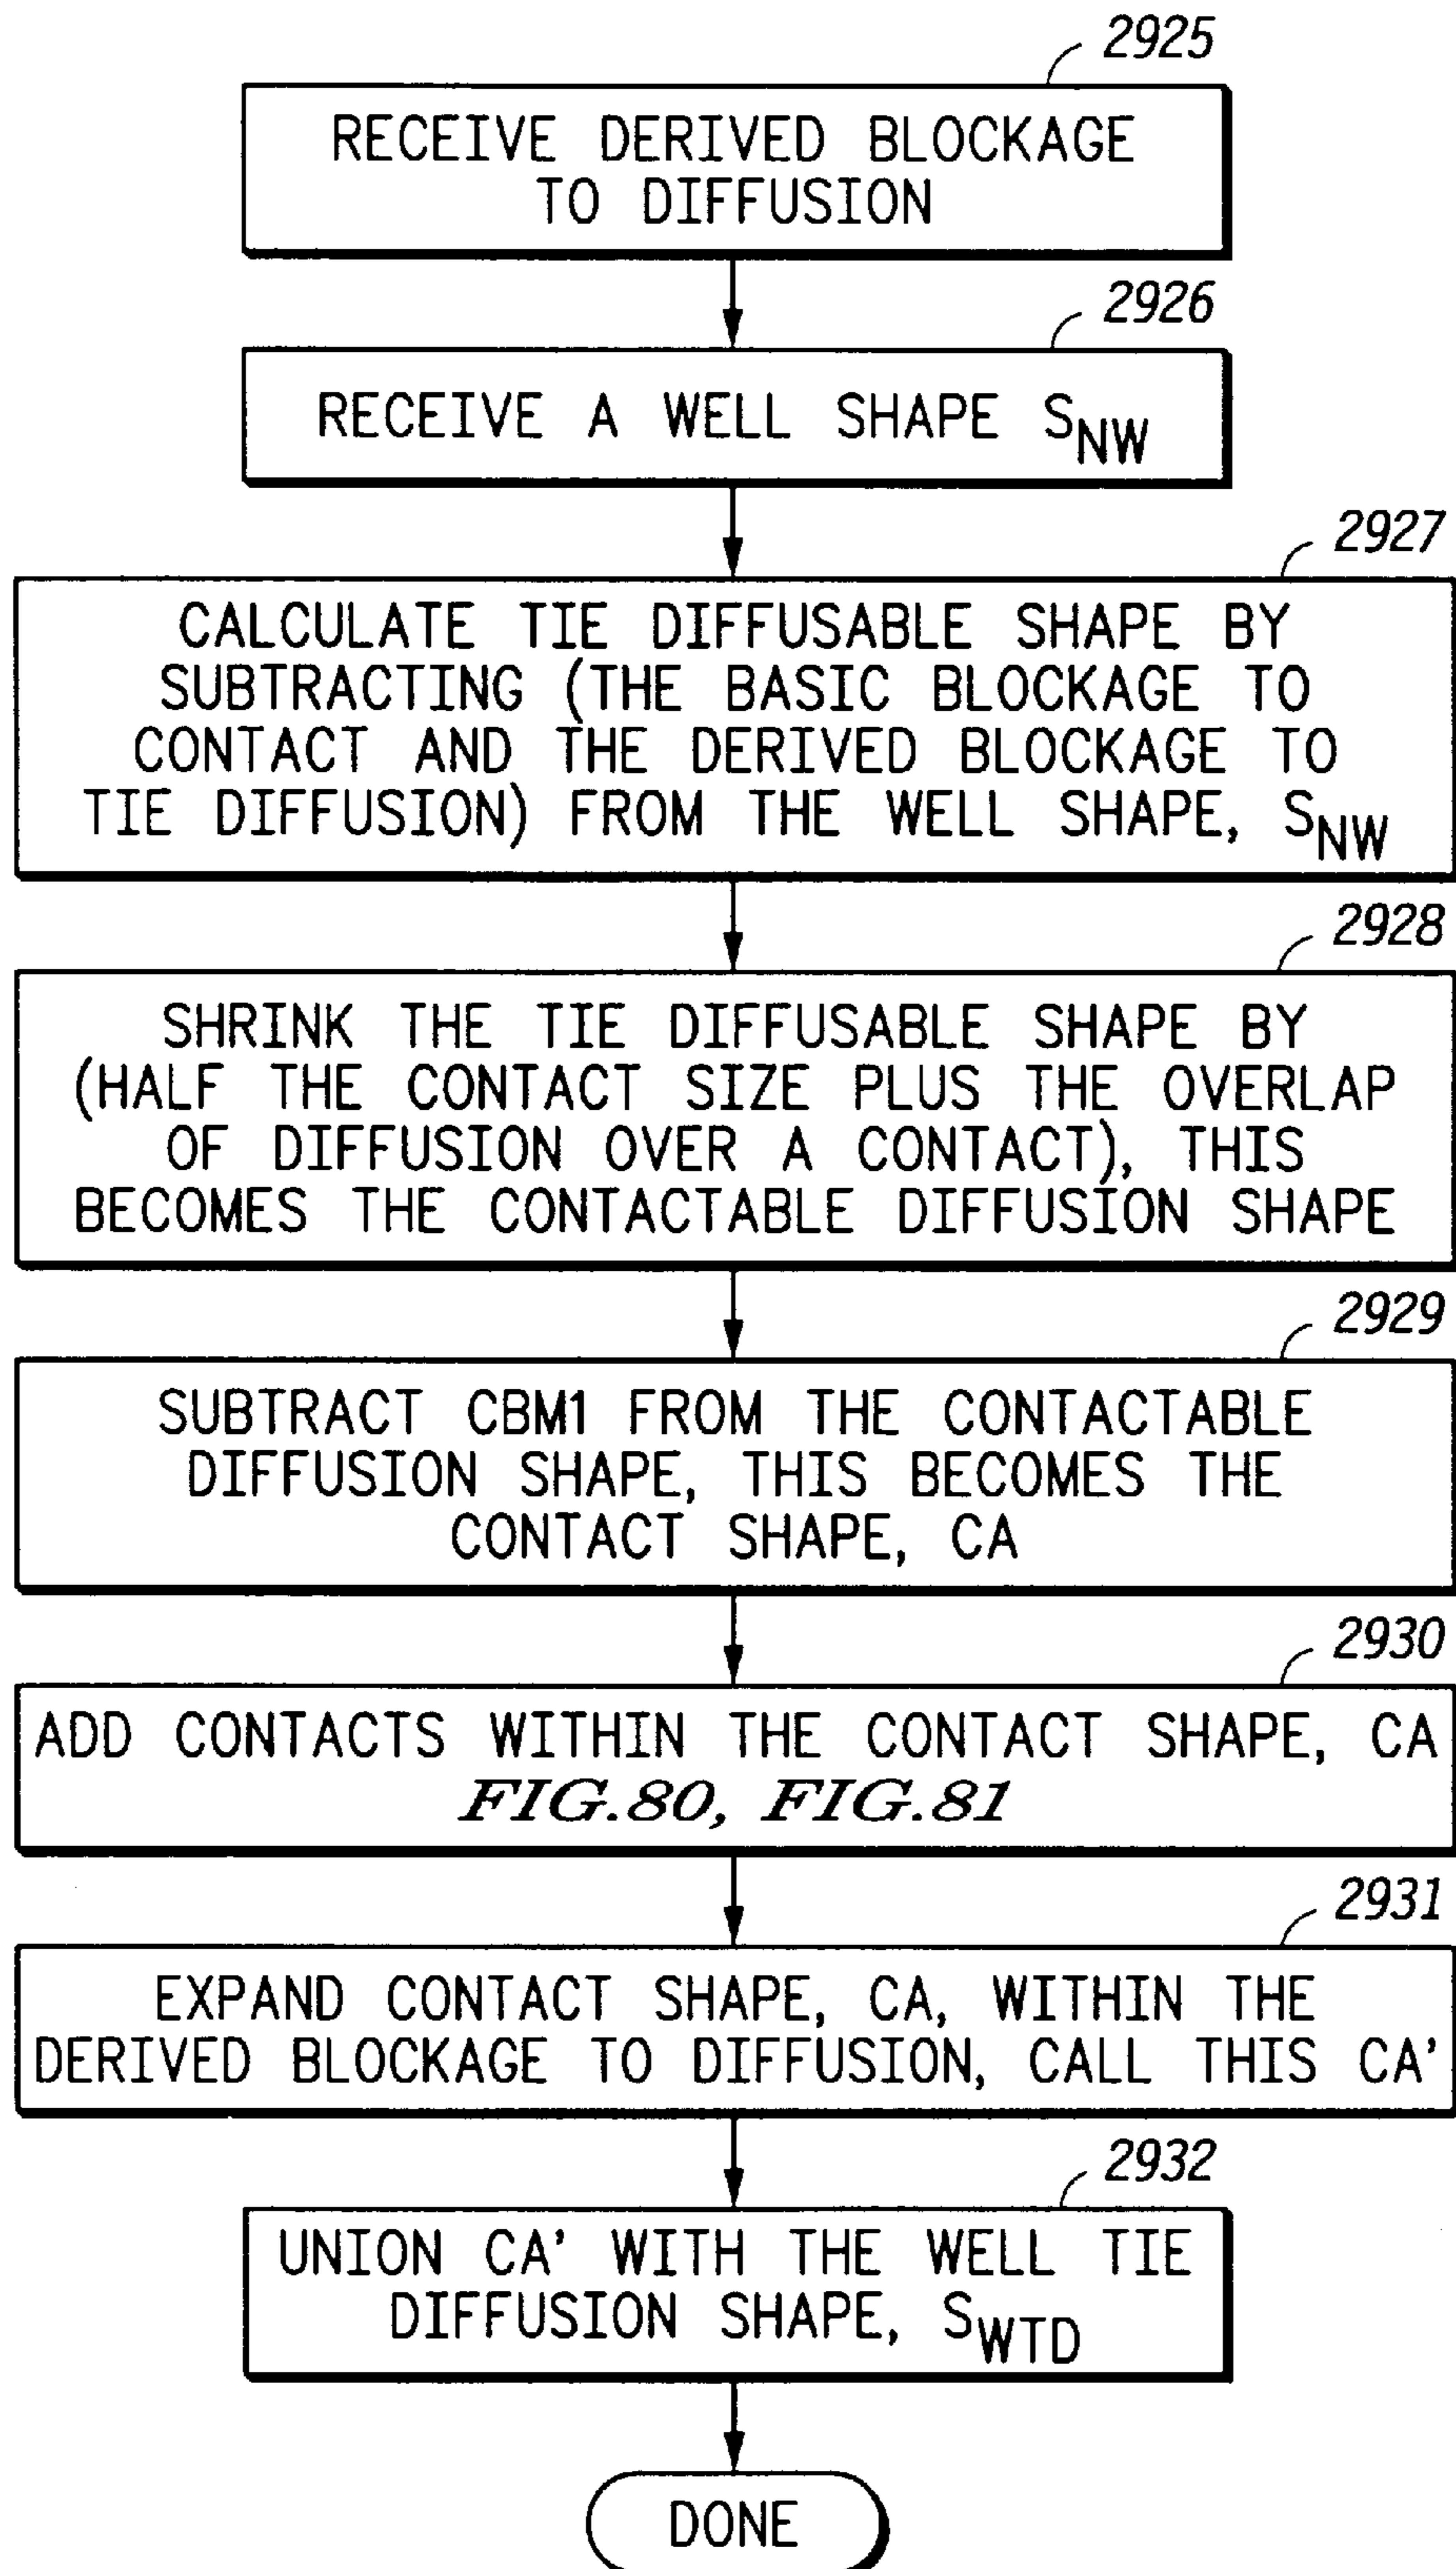 2925
RECEIVE DERIVED BLOCKAGE
TO DIFFUSION
2926
RECEIVE A WELL SHAPE SNW
2927
CALCULATE TIE DIFFUSABLE SHAPE BY
SUBTRACTING (THE BASIC BLOCKAGE TO
CONTACT AND THE DERIVED BLOCKAGE TO
TIE DIFFUSION) FROM THE WELL SHAPE, SNW
2928
SHRINK THE TIE DIFFUSABLE SHAPE BY
(HALF THE CONTACT SIZE PLUS THE OVERLAP
OF DIFFUSION OVER A CONTACT), THIS
BECOMES THE CONTACTABLE DIFFUSION SHAPE
2929
SUBTRACT CBM1 FROM THE CONTACTABLE
DIFFUSION SHAPE, THIS BECOMES THE
CONTACT SHAPE, CA
2930
ADD CONTACTS WITHIN THE CONTACT SHAPE, CA
FIG.80, FIG.81
2931
EXPAND CONTACT SHAPE, CA, WITHIN THE
DERIVED BLOCKAGE TO DIFFUSION, CALL THIS CA'
2932
UNION CA' WITH THE WELL TIE
DIFFUSION SHAPE, SWTD
DONE